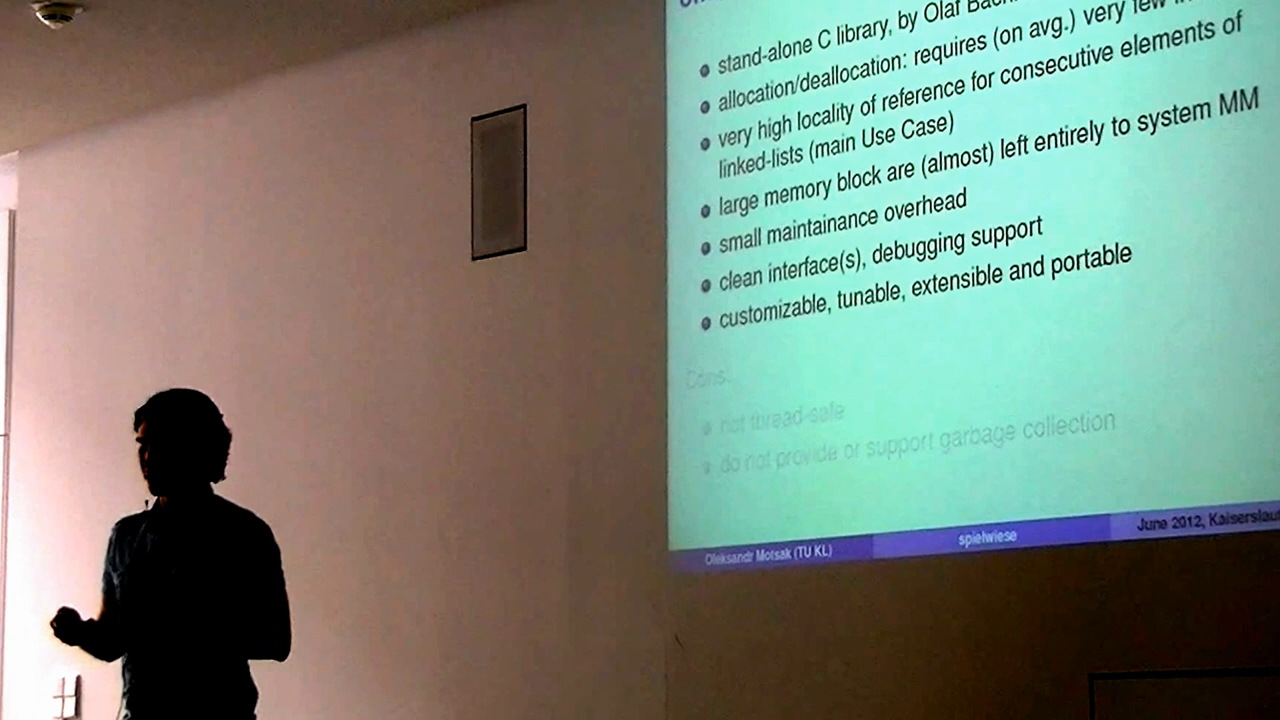 stand-alone C library, by Olaf
allocation/deallocation: requires (on avg.) very few
very high locality of reference for consecutive elements of
linked-lists (main Use Case)
large memory block are (almost) left entirely to system MM
small maintainance overhead
clean interface(s), debugging support
customizable, tunable, extensible and portable
Cons:
not thread-safe
do not provide or support garbage collection
Oleksandr Motsak (TU KL)
spielwiese
June 2012, Kaiserslau